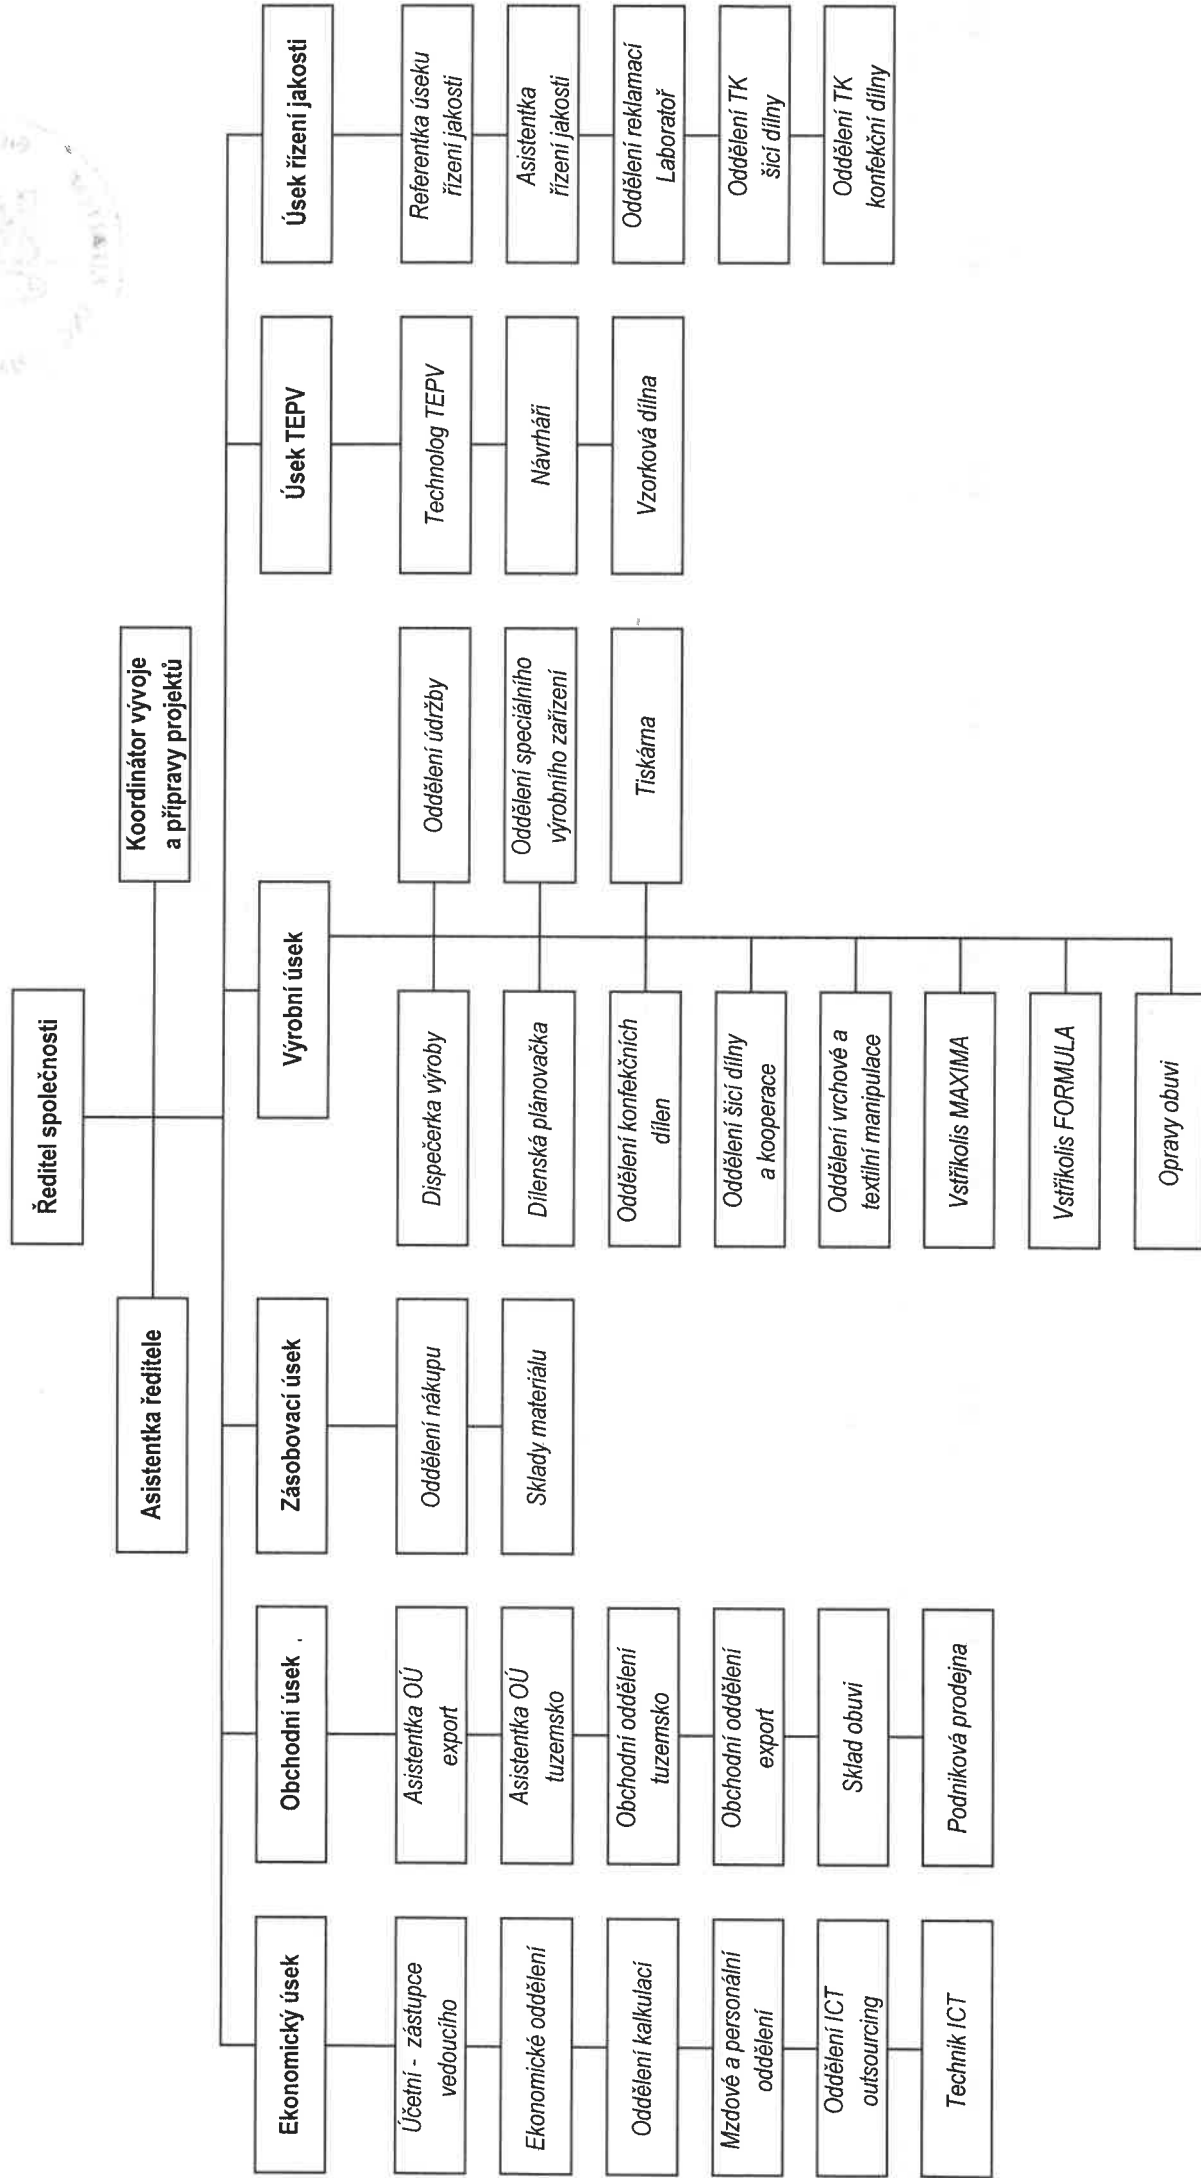 Ředitel společnosti
Asistentka ředitele
Koordinátor vývoje
a přípravy projektů
Ekonomický úsek
Účetní - zástupce
vedoucího
Ekonomické oddělení
Oddělení kalkulací
Mzdové a personální
oddělení
Oddělení ICT
outsourcing
Technik ICT
Obchodní úsek
Asistentka OÚ
export
Asistentka OÚ
tuzemsko
Obchodní oddělení
tuzemsko
Obchodní oddělení
export
Sklad obuvi
Podniková prodejna
Zásobovací úsek
Oddělení nákupu
Sklady materiálu
Výrobní úsek
Dispečerka výroby
Dílenská plánovačka
Oddělení konfekčních
dílen
Oddělení šicí dílny
a kooperace
Oddělení vrchové a
textilní manipulace
Vstřikolis MAXIMA
Vstřikolis FORMULA
Opravy obuvi
Oddělení údržby
Oddělení speciálního
výrobního zařízení
Tiskárna
Úsek TEPV
Technolog TEPV
Návrháři
Vzorková dílna
Úsek řízení jakosti
Referentka úseku
řízení jakosti
Asistentka
řízení jakosti
Oddělení reklamací
Laboratoř
Oddělení TK
šicí dílny
Oddělení TK
konfekční dílny